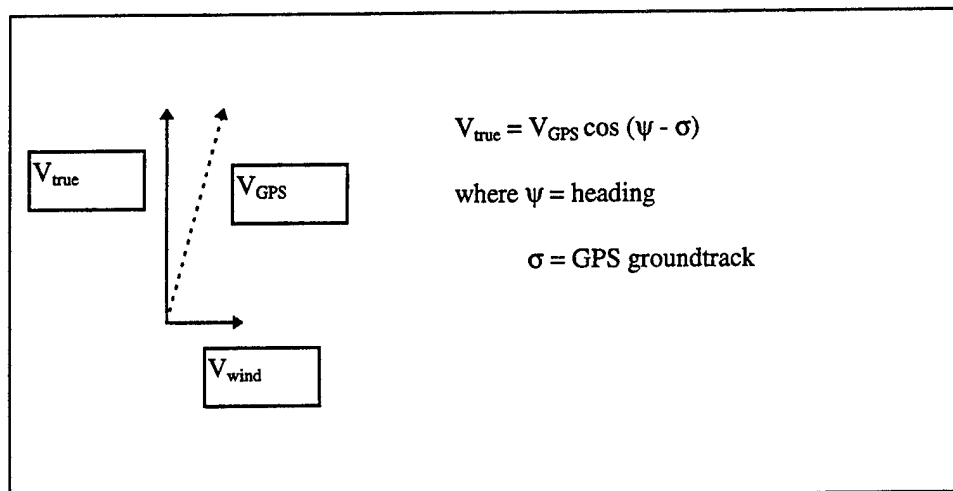 V_true
V_GPS
V_wind
V_true = V_GPS cos (ψ - σ)
where ψ = heading
σ = GPS groundtrack